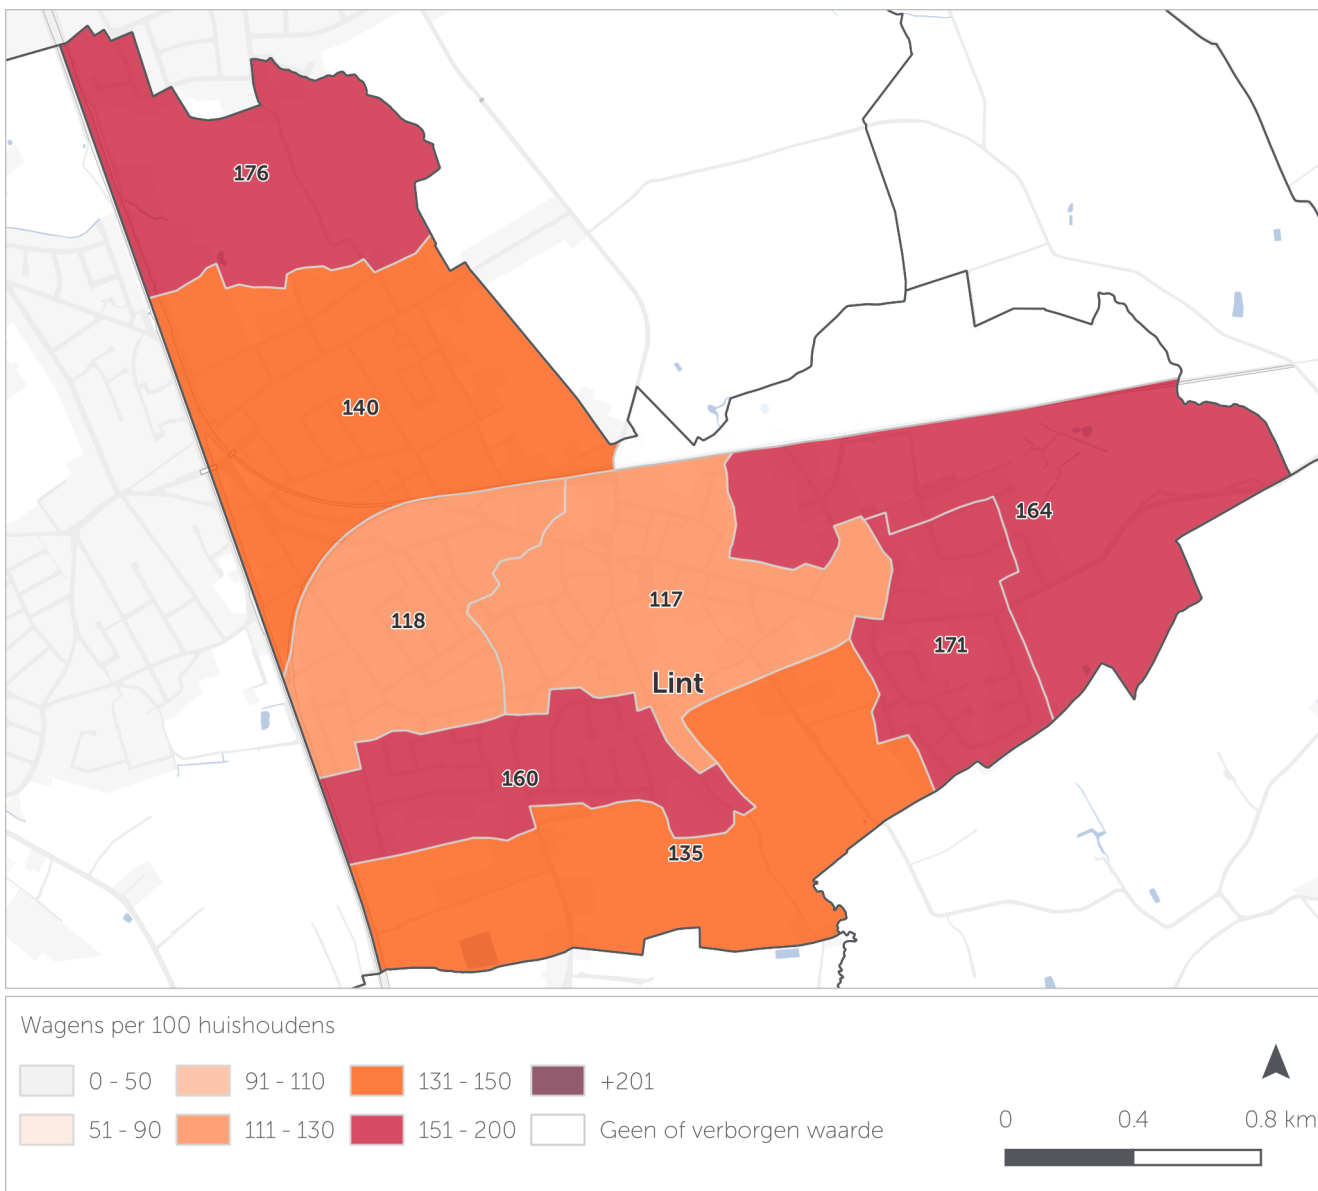 176
140
164
117
118
171
Lint
160
135
Wagens per 100 huishoudens
0 - 50
91 - 110
131 - 150
+201
51 - 90
111 - 130
151 - 200
Geen of verborgen waarde
0 0.4 0.8 km